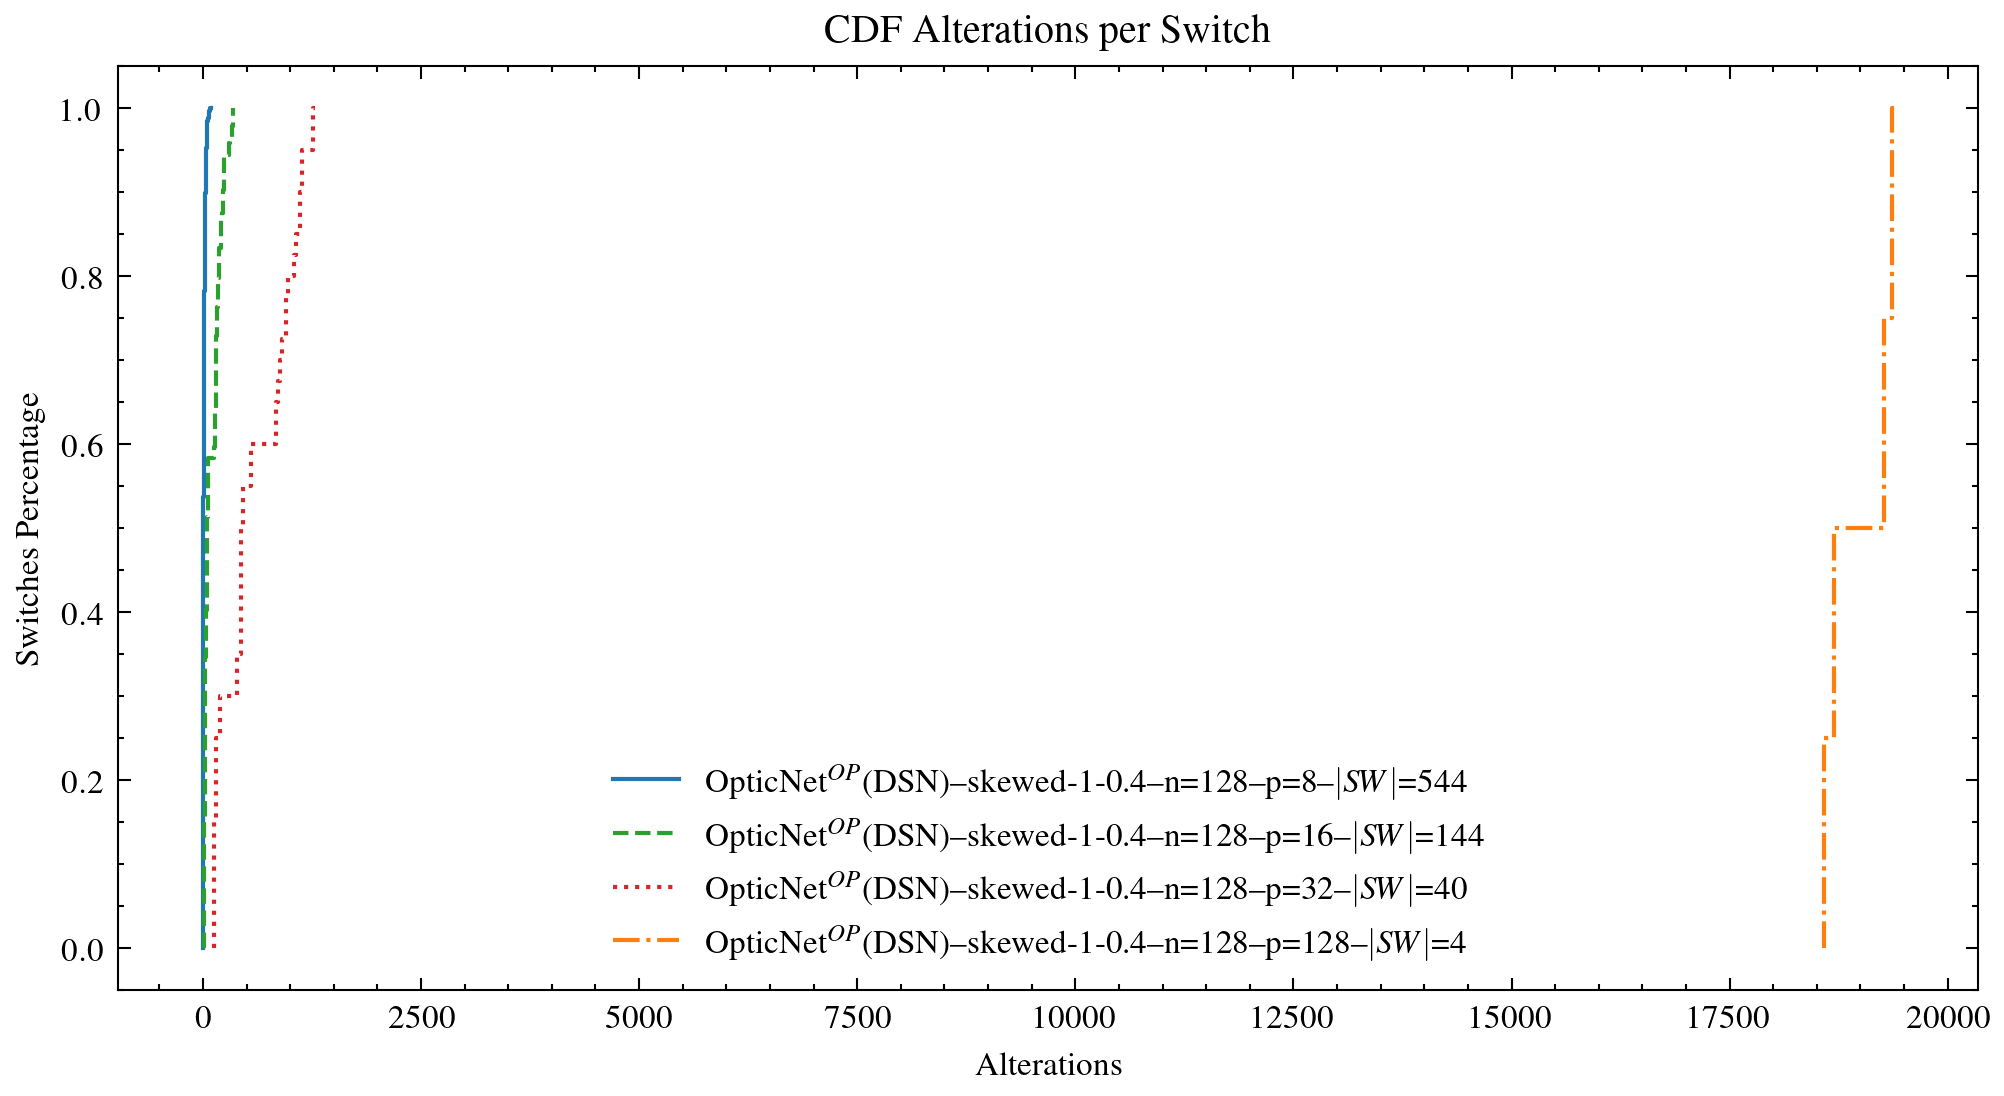 CDF Alterations per Switch
1.0
0.8
0.6
0.4
0.2
0.0
Switches Percentage
OpticNet^OP(DSN)–skewed-1-0.4–n=128–p=8–|SW|=544
OpticNet^OP(DSN)–skewed-1-0.4–n=128–p=16–|SW|=144
OpticNet^OP(DSN)–skewed-1-0.4–n=128–p=32–|SW|=40
OpticNet^OP(DSN)–skewed-1-0.4–n=128–p=128–|SW|=4
0 2500 5000 7500 10000 12500 15000 17500 20000
Alterations